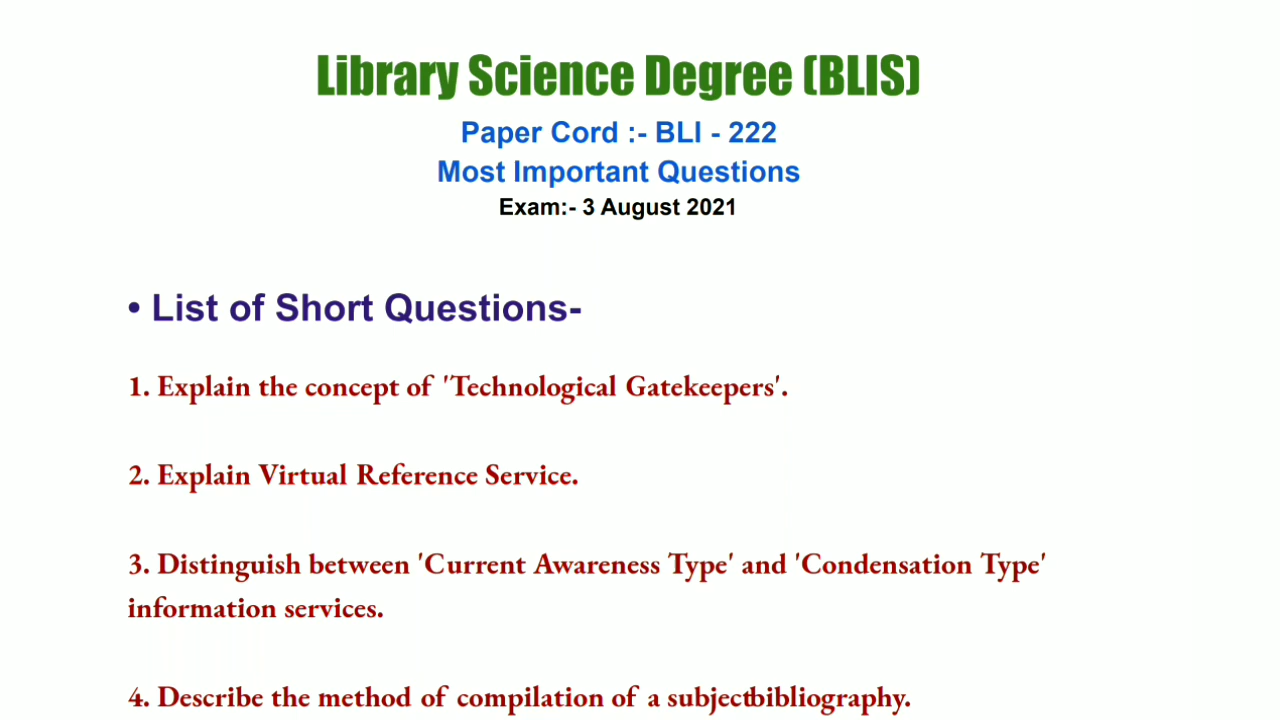 Library Science Degree (BLIS)
Paper Cord :- BLI - 222
Most Important Questions
Exam:- 3 August 2021
• List of Short Questions-
1. Explain the concept of 'Technological Gatekeepers'.
2. Explain Virtual Reference Service.
3. Distinguish between 'Current Awareness Type' and 'Condensation Type'
information services.
4. Describe the method of compilation of a subjectbibliography.